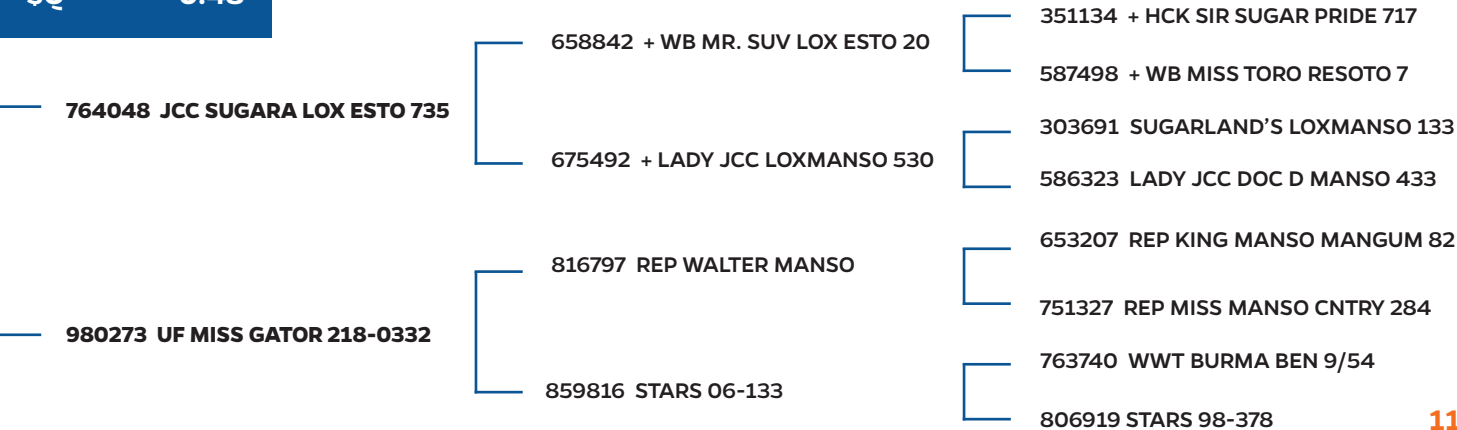 351134 + HCK SIR SUGAR PRIDE 717
658842 + WB MR. SUV LOX ESTO 20
587498 + WB MISS TORO RESOTO 7
764048 JCC SUGARA LOX ESTO 735
303691 SUGARLAND'S LOXMANSO 133
675492 + LADY JCC LOXMANSO 530
586323 LADY JCC DOC D MANSO 433
653207 REP KING MANSO MANGUM 82
816797 REP WALTER MANSO
751327 REP MISS MANSO CNTRY 284
980273 UF MISS GATOR 218-0332
763740 WWT BURMA BEN 9/54
859816 STARS 06-133
806919 STARS 98-378
11